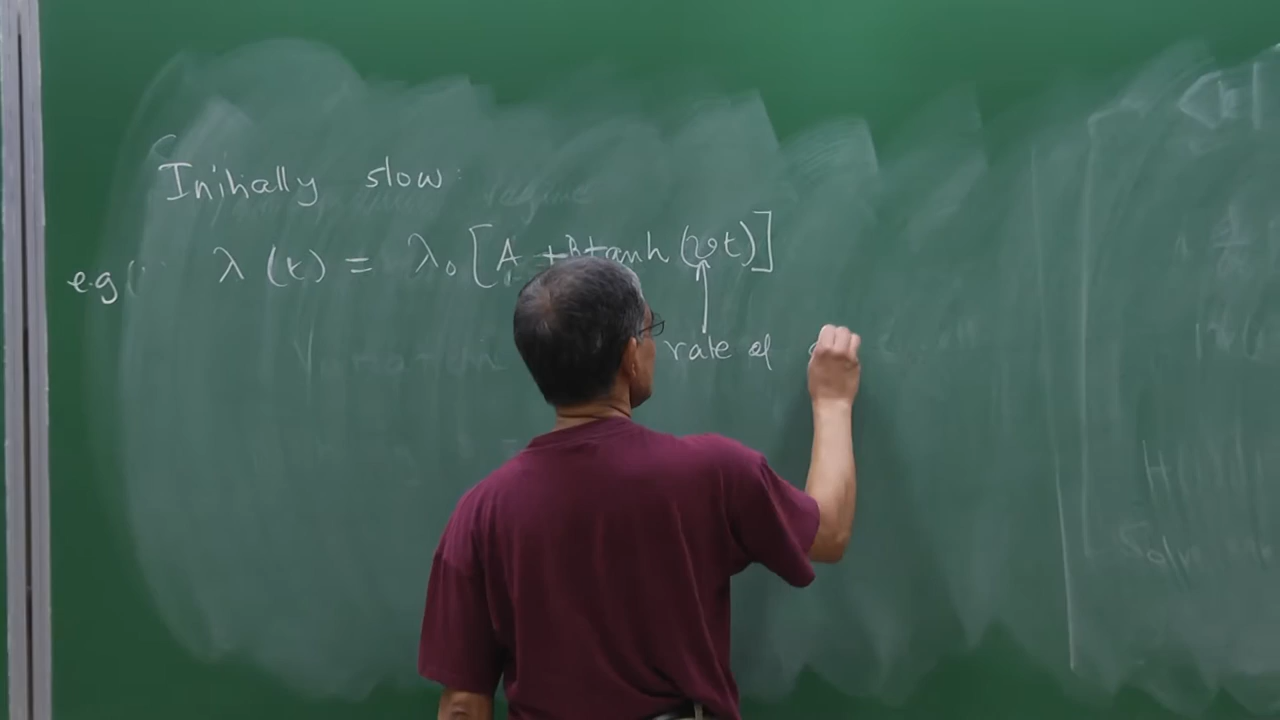 Initially slow:
e.g. λ(t) = λ₀ [A + B tanh (νt)]
rate of